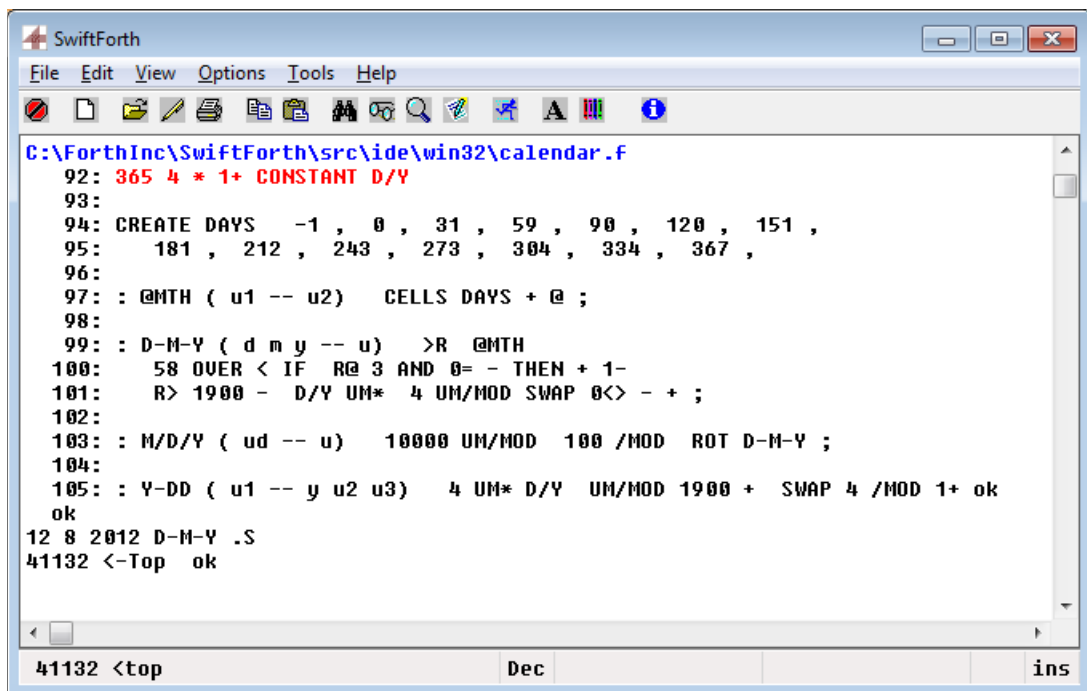 SwiftForth
File Edit View Options Tools Help
C:\ForthInc\SwiftForth\src\ide\win32\calendar.f
92: 365 4 * 1+ CONSTANT D/Y
93:
94: CREATE DAYS   -1 ,  0 ,  31 ,  59 ,  90 ,  120 ,  151 ,
95:    181 ,  212 ,  243 ,  273 ,  304 ,  334 ,  367 ,
96:
97: : @MTH ( u1 -- u2)   CELLS DAYS + @ ;
98:
99: : D-M-Y ( d m y -- u)   >R  @MTH
100:    58 OVER < IF  R@ 3 AND 0= - THEN + 1-
101:    R> 1900 -  D/Y UM*  4 UM/MOD SWAP 0<> - + ;
102:
103: : M/D/Y ( ud -- u)   10000 UM/MOD  100 /MOD  ROT D-M-Y ;
104:
105: : Y-DD ( u1 -- y u2 u3)   4 UM* D/Y  UM/MOD 1900 +  SWAP 4 /MOD 1+ ok
ok
12 8 2012 D-M-Y .S
41132 <-Top  ok
41132 <top Dec ins